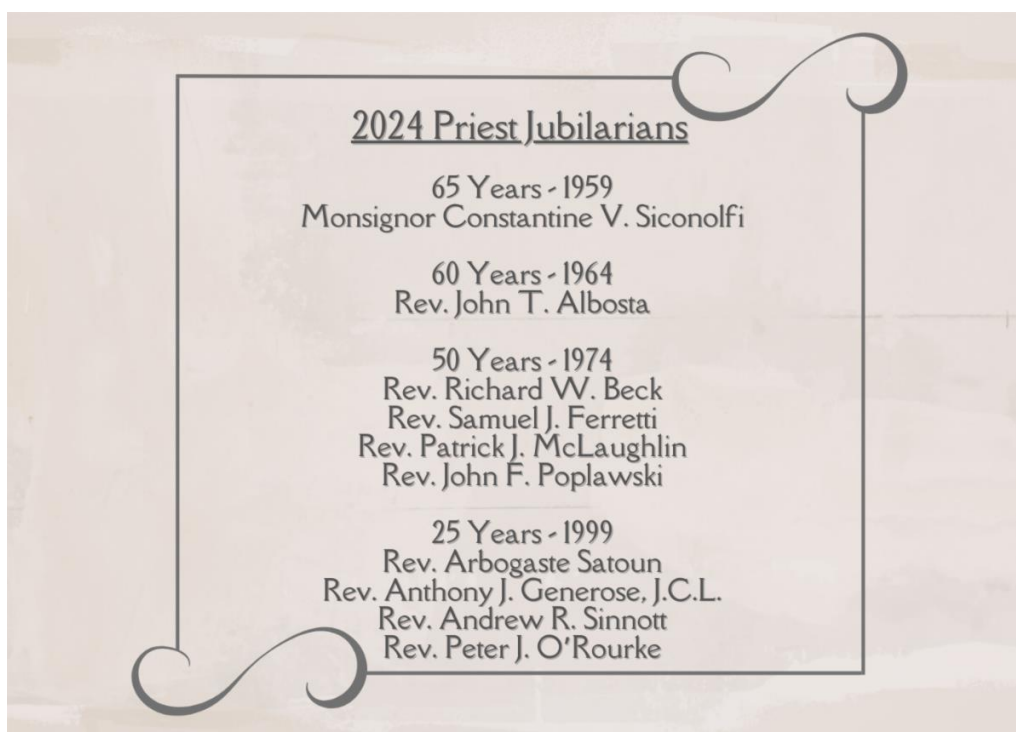 2024 Priest Jubilarians
65 Years - 1959
Monsignor Constantine V. Siconolfi
60 Years - 1964
Rev. John T. Albosta
50 Years - 1974
Rev. Richard W. Beck
Rev. Samuel J. Ferretti
Rev. Patrick J. McLaughlin
Rev. John F. Poplawski
25 Years - 1999
Rev. Arbogaste Satoun
Rev. Anthony J. Generose, J.C.L.
Rev. Andrew R. Sinnott
Rev. Peter J. O'Rourke